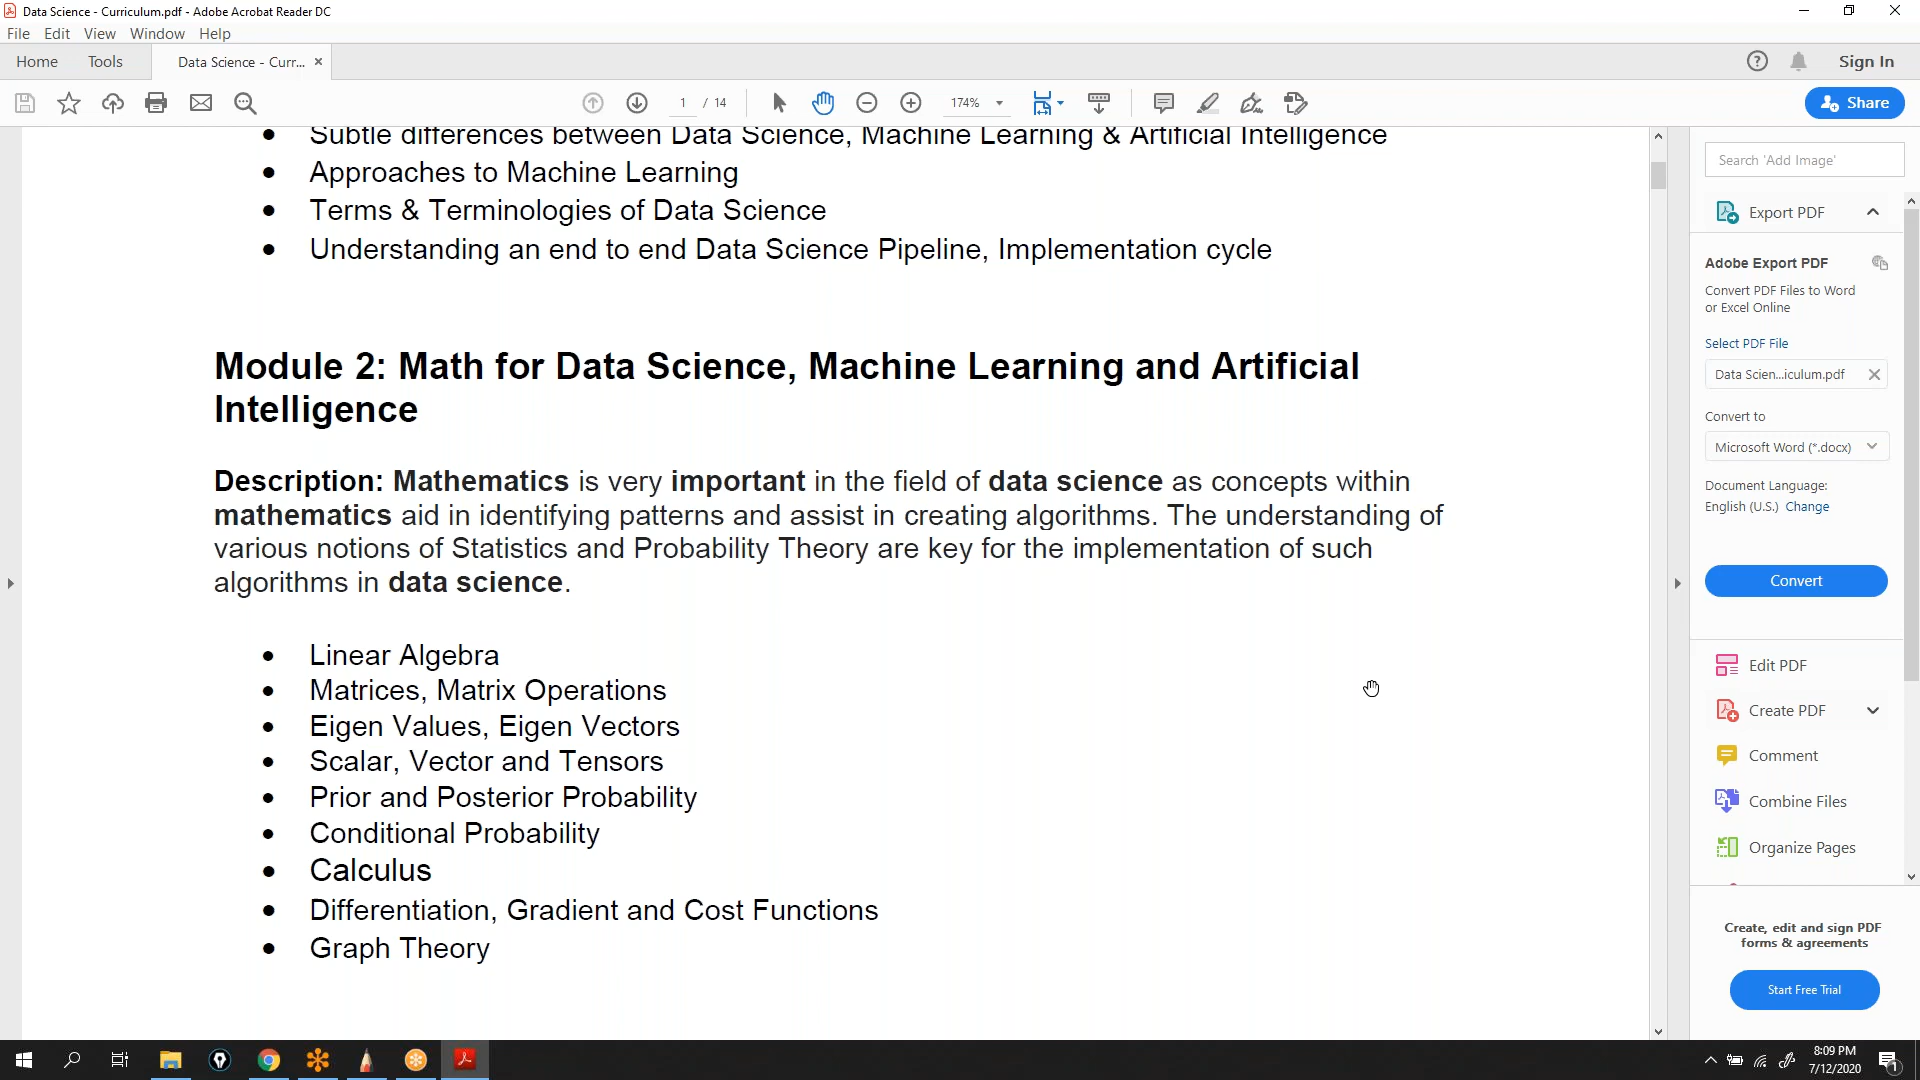 Data Science - Curriculum.pdf - Adobe Acrobat Reader DC
File Edit View Window Help
Home Tools Data Science - Curr... × ? Sign In
1 / 14 174% Share
• Subtle differences between Data Science, Machine Learning & Artificial Intelligence
• Approaches to Machine Learning
• Terms & Terminologies of Data Science
• Understanding an end to end Data Science Pipeline, Implementation cycle
Module 2: Math for Data Science, Machine Learning and Artificial
Intelligence
Description: Mathematics is very important in the field of data science as concepts within
mathematics aid in identifying patterns and assist in creating algorithms. The understanding of
various notions of Statistics and Probability Theory are key for the implementation of such
algorithms in data science.
• Linear Algebra
• Matrices, Matrix Operations
• Eigen Values, Eigen Vectors
• Scalar, Vector and Tensors
• Prior and Posterior Probability
• Conditional Probability
• Calculus
• Differentiation, Gradient and Cost Functions
• Graph Theory
Search 'Add Image'
Export PDF
Adobe Export PDF
Convert PDF Files to Word
or Excel Online
Select PDF File
Data Scien...iculum.pdf
Convert to
Microsoft Word (*.docx)
Document Language:
English (U.S.) Change
Convert
Edit PDF
Create PDF
Comment
Combine Files
Organize Pages
Create, edit and sign PDF
forms & agreements
Start Free Trial
8:09 PM
7/12/2020
1